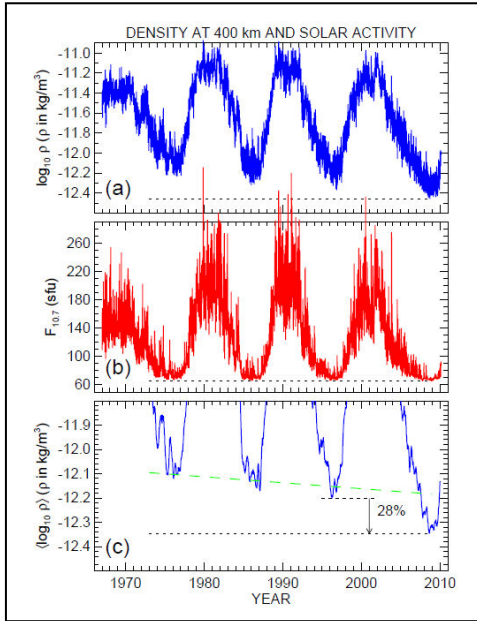 DENSITY AT 400 km AND SOLAR ACTIVITY
log10 ρ (ρ in kg/m3)
-11.0
-11.2
-11.4
-11.6
-11.8
-12.0
-12.2
-12.4
(a)
F10.7 (sfu)
260
220
180
140
100
60
(b)
⟨log10 ρ⟩ (ρ in kg/m3)
-11.9
-12.0
-12.1
-12.2
-12.3
-12.4
28%
(c)
1970 1980 1990 2000 2010
YEAR